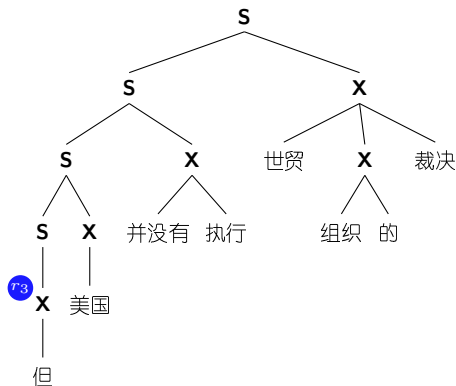 S
S X
S X 世贸 X 裁决
S X 并没有 执行 组织 的
r3 X 美国
但